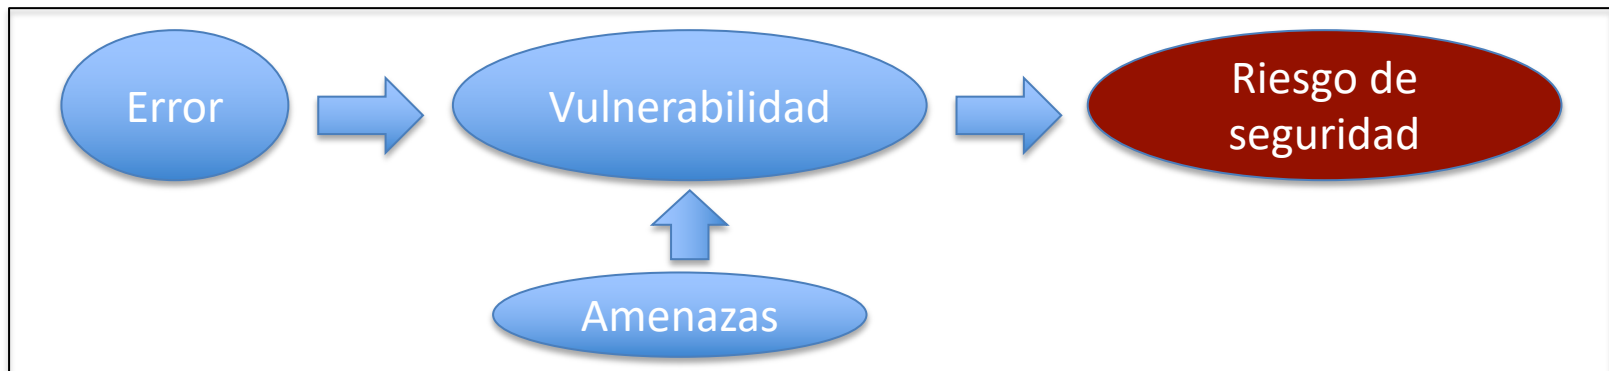 Error
Vulnerabilidad
Riesgo de
seguridad
Amenazas